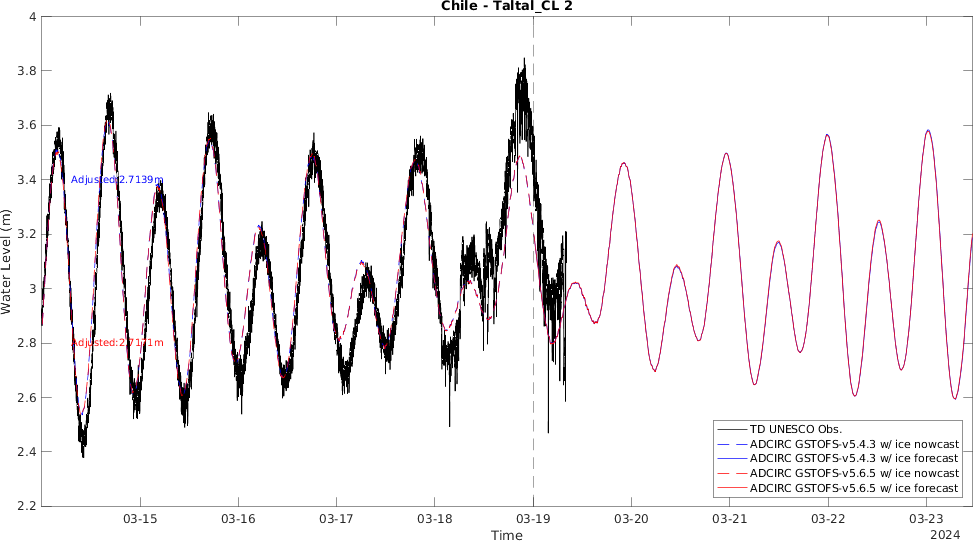 Chile - Taltal_CL 2
4
3.8
3.6
3.4
3.2
3
2.8
2.6
2.4
2.2
Water Level (m)
Adjusted:2.7139m
03-15
03-16
03-17
03-18
03-19
03-20
03-21
03-22
03-23
Time
2024
TD UNESCO Obs.
ADCIRC GSTOFS-v5.4.3 w/ ice nowcast
ADCIRC GSTOFS-v5.4.3 w/ ice forecast
ADCIRC GSTOFS-v5.6.5 w/ ice nowcast
ADCIRC GSTOFS-v5.6.5 w/ ice forecast